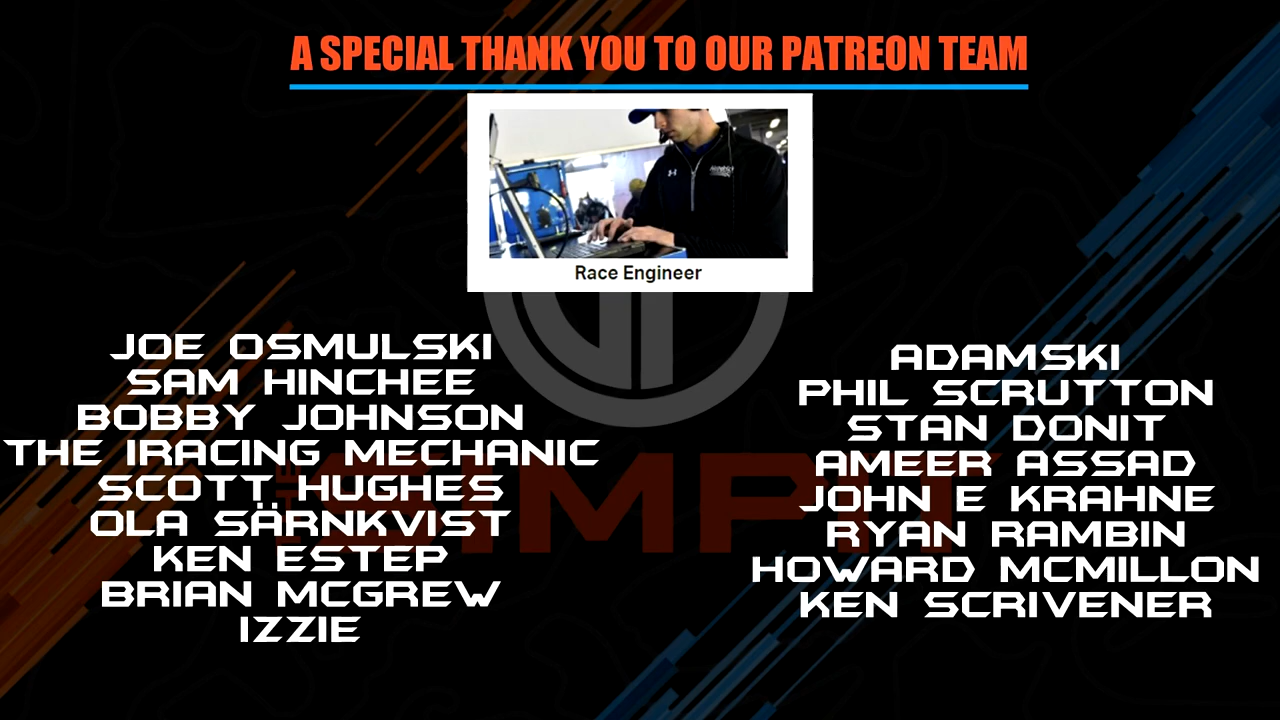 A SPECIAL THANK YOU TO OUR PATREON TEAM
Race Engineer
JOE OSMULSKI
SAM HINCHEE
BOBBY JOHNSON
THE IRACING MECHANIC
SCOTT HUGHES
OLA SÄRNKVIST
KEN ESTEP
BRIAN MCGREW
IZZIE
ADAMSKI
PHIL SCRUTTON
STAN DONIT
AMEER ASSAD
JOHN E KRAHNE
RYAN RAMBIN
HOWARD MCMILLON
KEN SCRIVENER